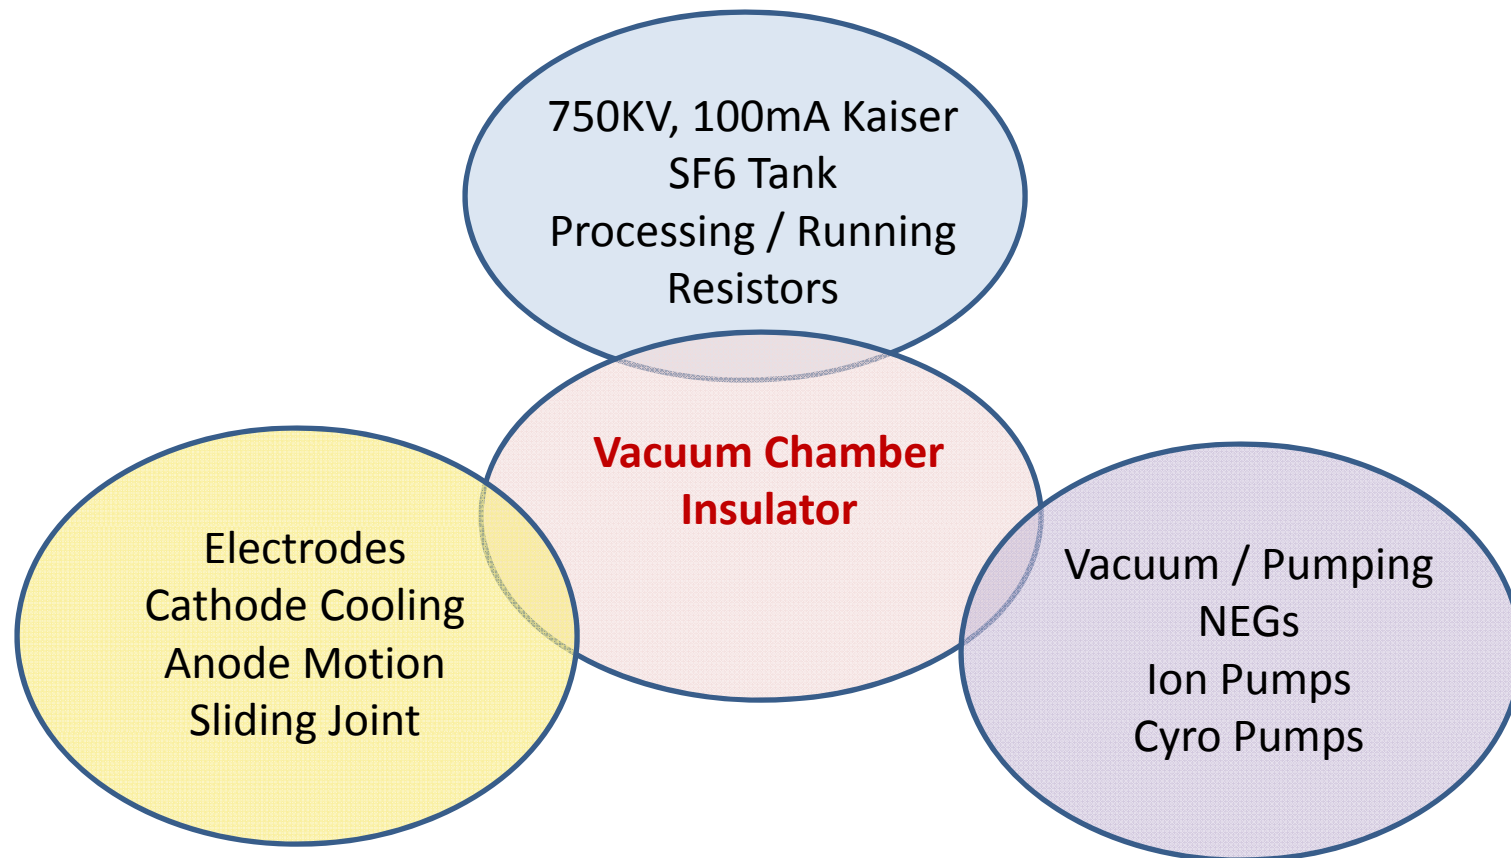 750KV, 100mA Kaiser
SF6 Tank
Processing / Running
Resistors
Vacuum Chamber
Insulator
Electrodes
Cathode Cooling
Anode Motion
Sliding Joint
Vacuum / Pumping
NEGs
Ion Pumps
Cyro Pumps